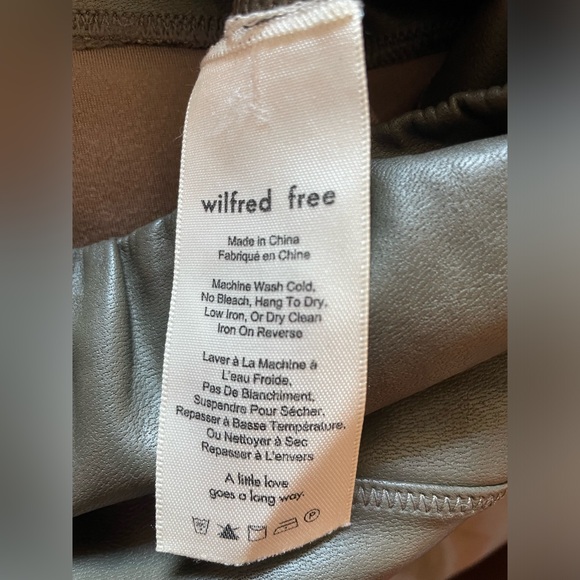 wilfred free
Made in China
Fabriqué en Chine
Machine Wash Cold,
No Bleach, Hang To Dry,
Low Iron, Or Dry Clean
Iron On Reverse
Laver à La Machine à
L'eau Froide,
Pas De Blanchiment,
Suspendre Pour Sécher,
Repasser à Basse Température,
Ou Nettoyer à Sec
Repasser à L'envers
A little love
goes a long way.
P